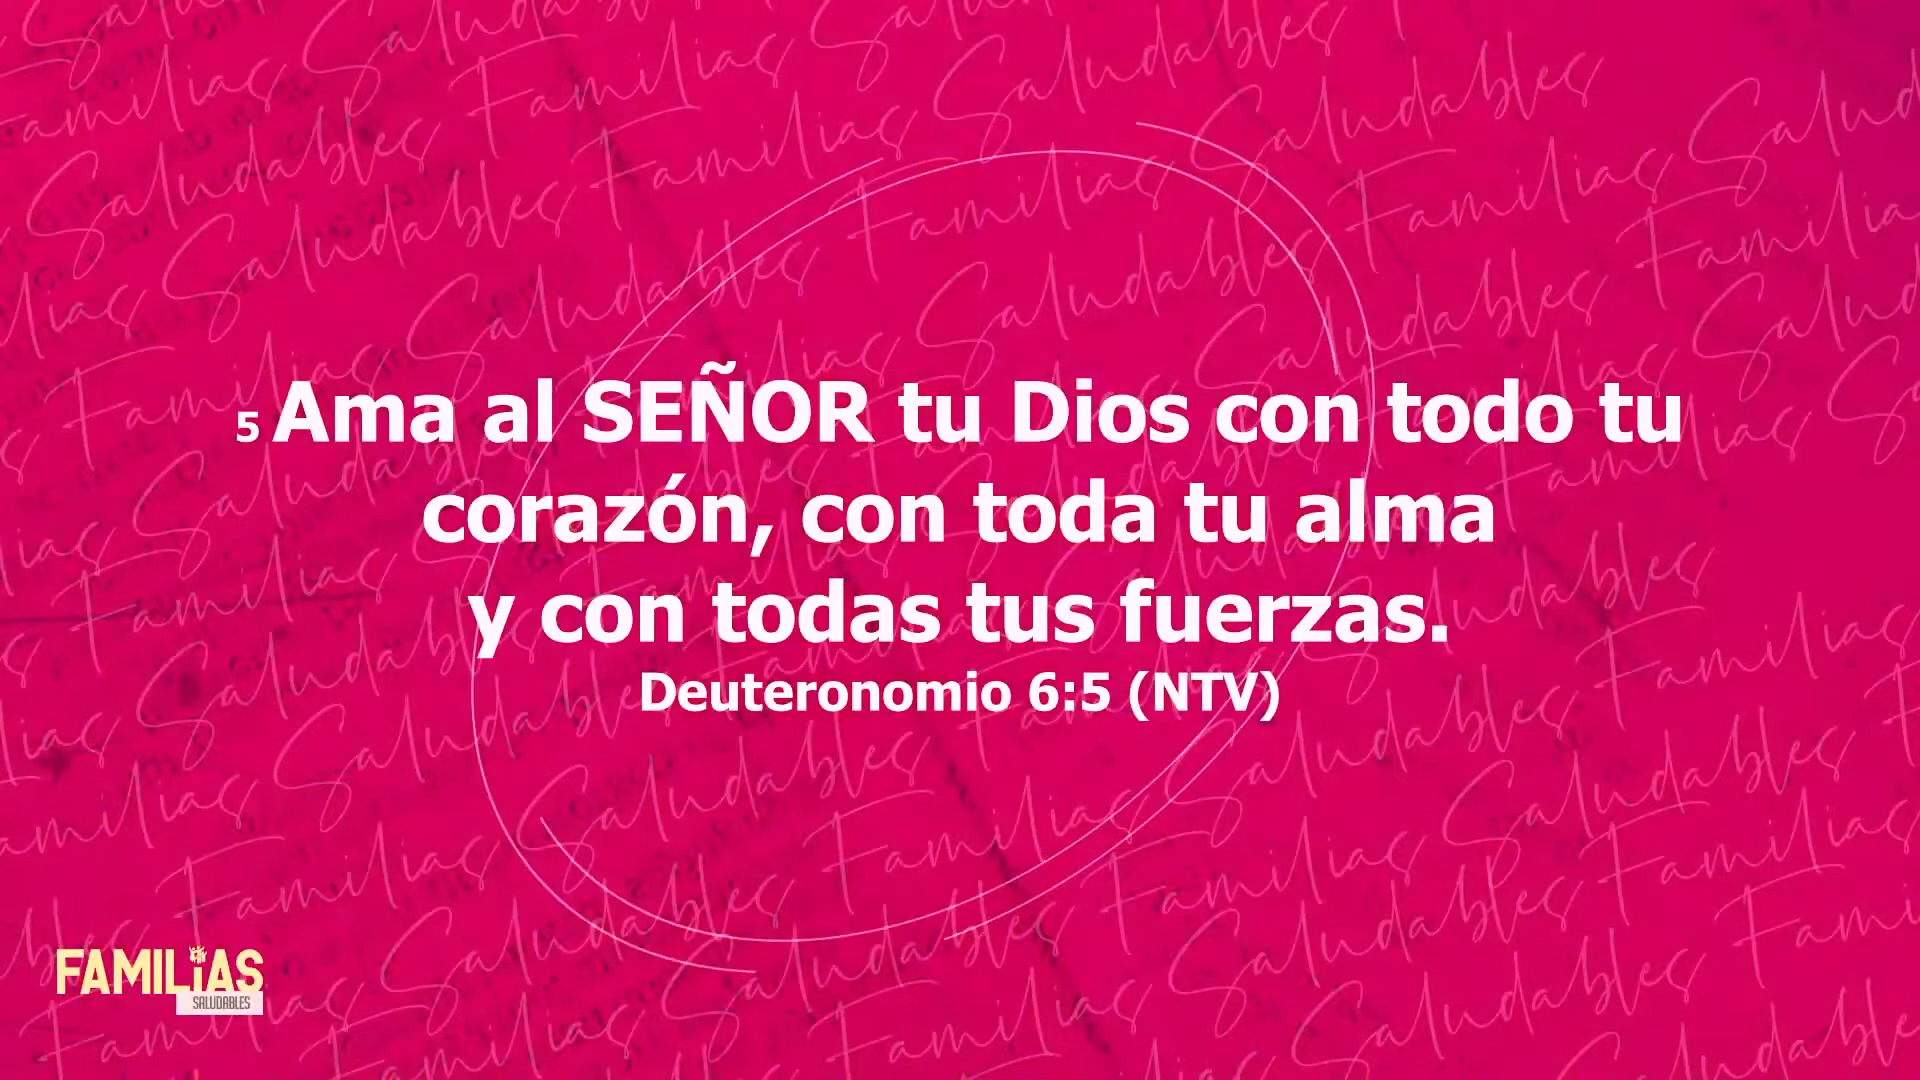 5 Ama al SEÑOR tu Dios con todo tu
corazón, con toda tu alma
y con todas tus fuerzas.
Deuteronomio 6:5 (NTV)
FAMILIAS
SALUDABLES